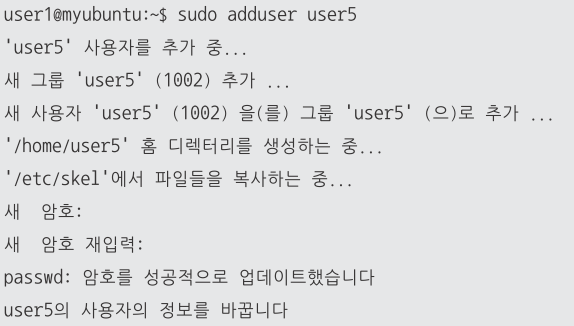 user1@myubuntu:~$ sudo adduser user5
'user5' 사용자를 추가 중...
새 그룹 'user5' (1002) 추가 ...
새 사용자 'user5' (1002) 을(를) 그룹 'user5' (으)로 추가 ...
'/home/user5' 홈 디렉터리를 생성하는 중...
'/etc/skel'에서 파일들을 복사하는 중...
새 암호:
새 암호 재입력:
passwd: 암호를 성공적으로 업데이트했습니다
user5의 사용자의 정보를 바꿉니다